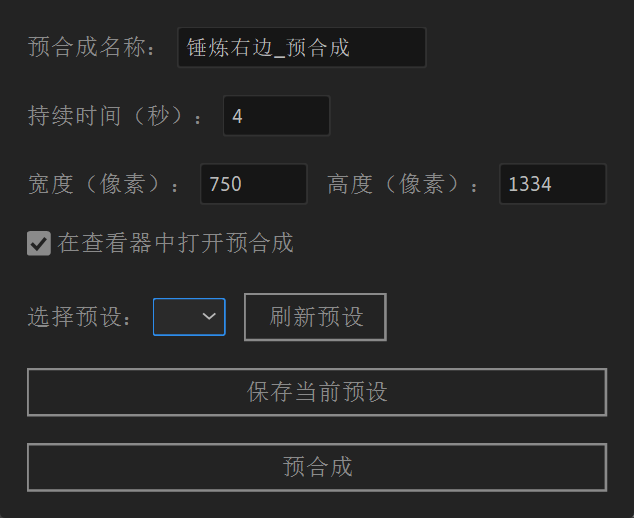 预合成名称： 锤炼右边_预合成
持续时间（秒）： 4
宽度（像素）： 750 高度（像素）： 1334
在查看器中打开预合成
选择预设： 刷新预设
保存当前预设
预合成